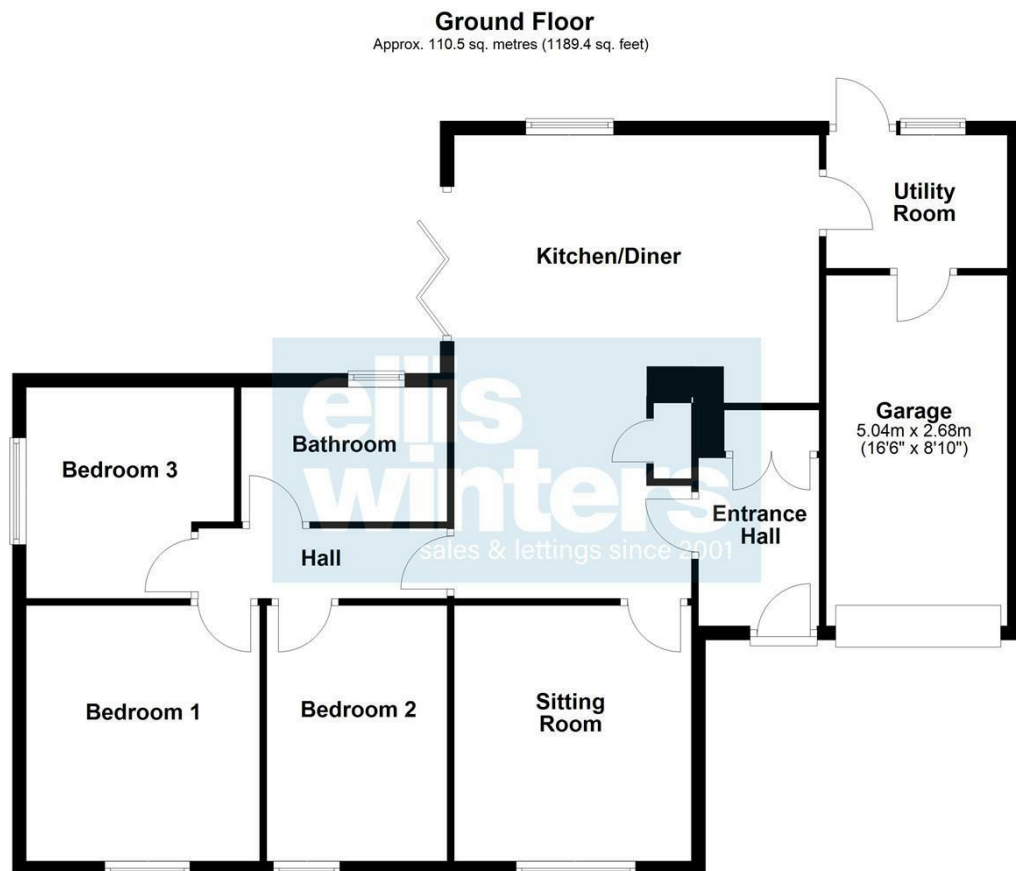 Ground Floor
Approx. 110.5 sq. metres (1189.4 sq. feet)
Utility
Room
Kitchen/Diner
Garage
5.04m x 2.68m
(16'6" x 8'10")
Bathroom
Bedroom 3
ellis
winters
sales & lettings since 2001
Entrance
Hall
Hall
Bedroom 1
Bedroom 2
Sitting
Room